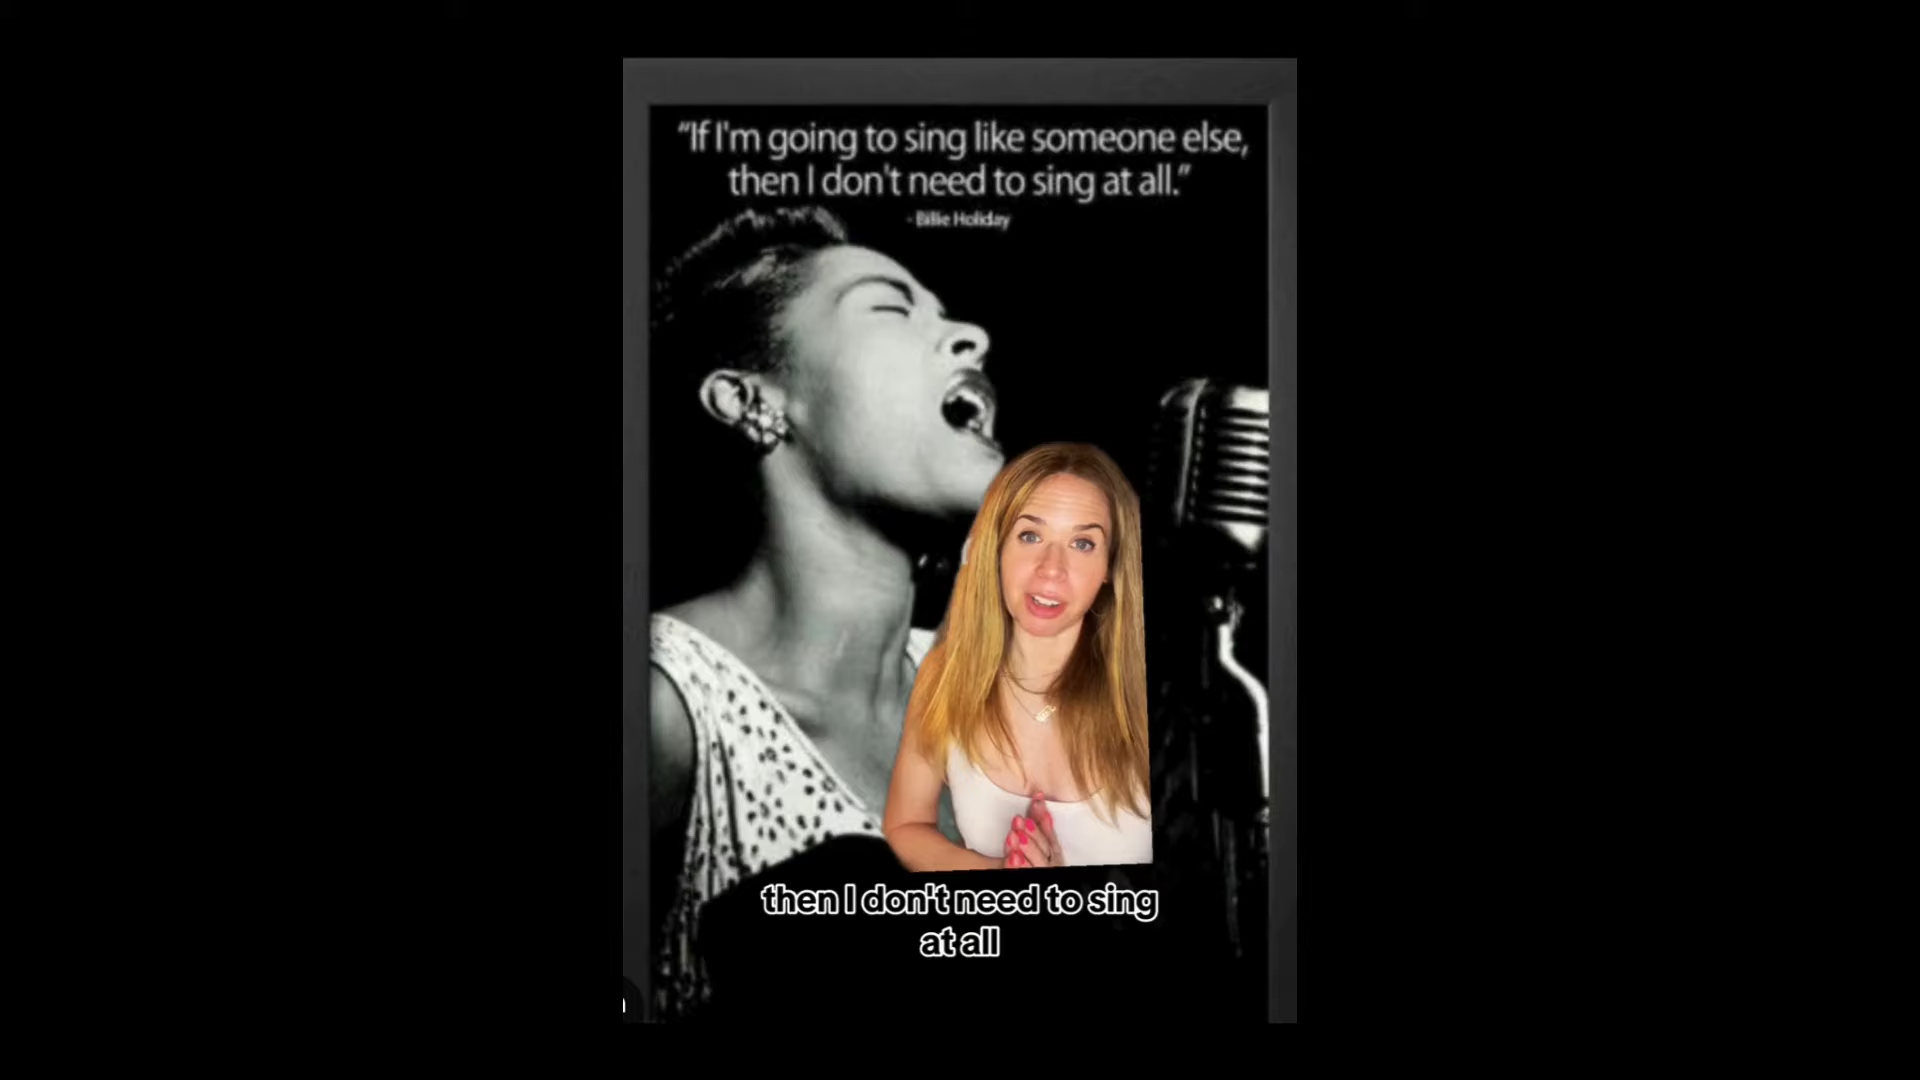 “If I'm going to sing like someone else,
then I don't need to sing at all.”
- Billie Holiday
then I don't need to sing
at all